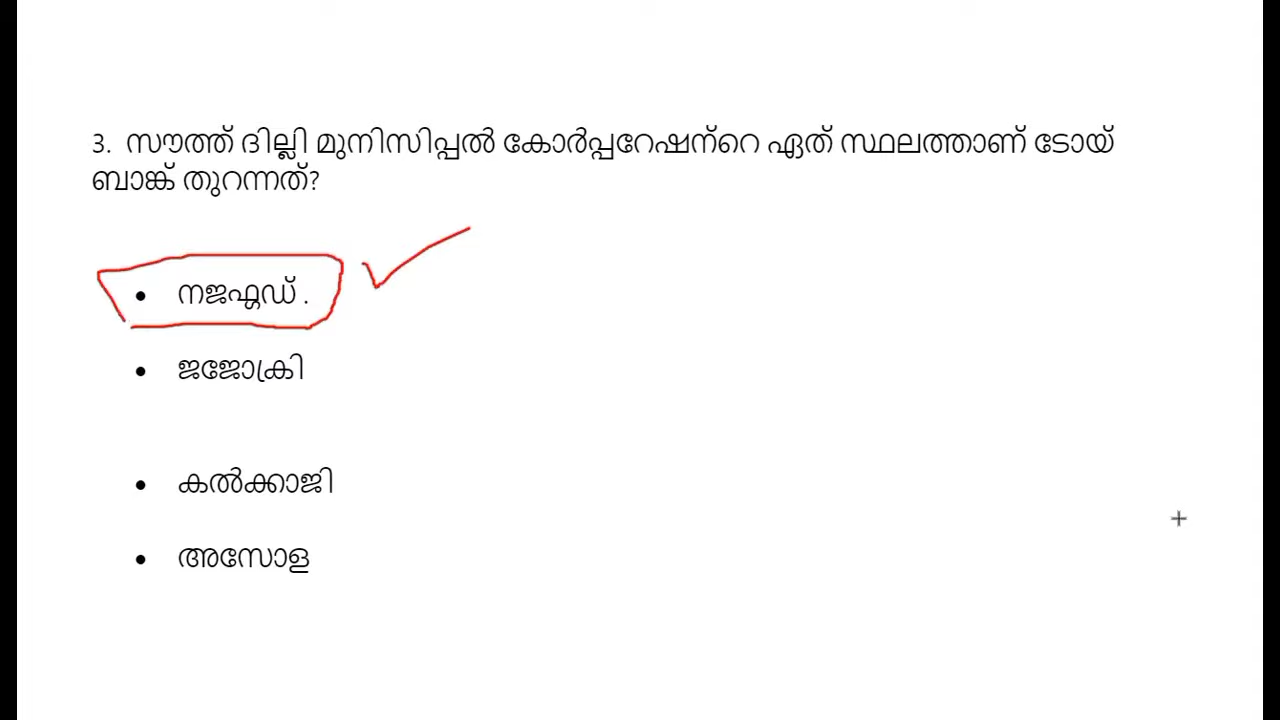 3. സൗത്ത് ദില്ലി മുനിസിപ്പൽ കോർപ്പറേഷന്റെ ഏത് സ്ഥലത്താണ് ടോയ്
ബാങ്ക് തുറന്നത്?
• നജഫ്ഗഡ് .
• ജജോക്രി
• കൽക്കാജി
• അസോള